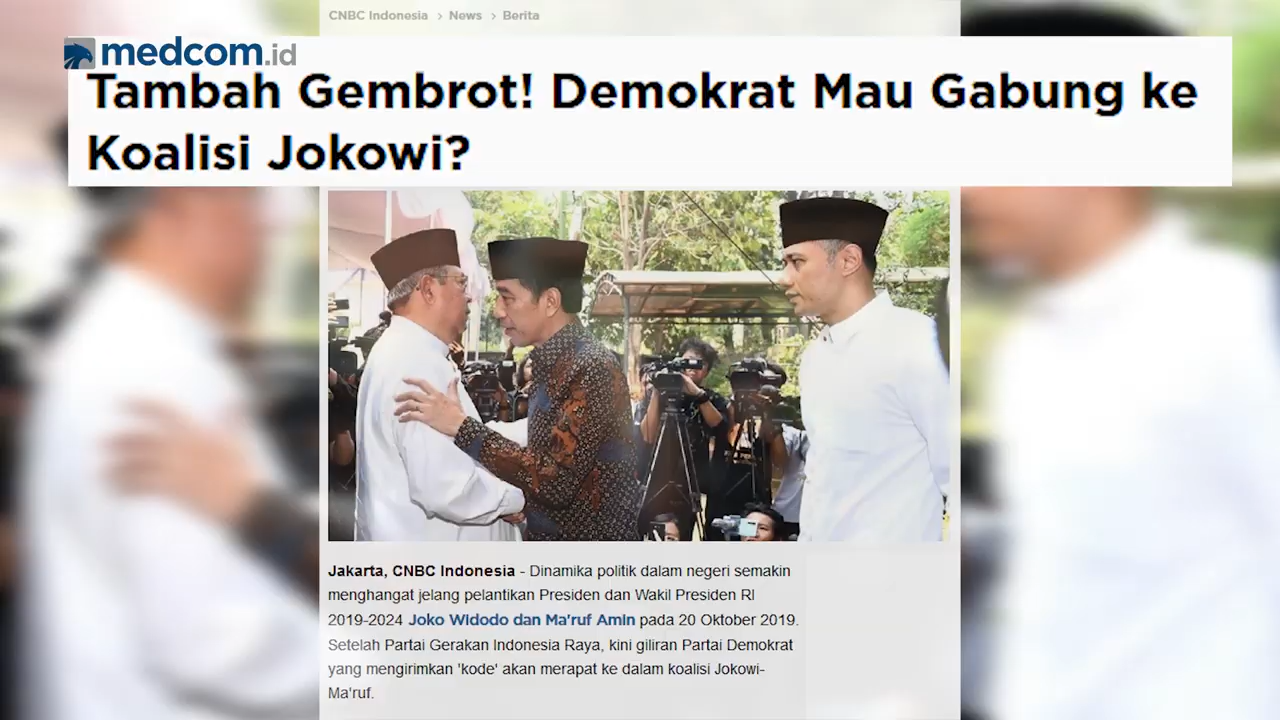 CNBC Indonesia > News > Berita
medcom.id
Tambah Gembrot! Demokrat Mau Gabung ke
Koalisi Jokowi?
Jakarta, CNBC Indonesia - Dinamika politik dalam negeri semakin
menghangat jelang pelantikan Presiden dan Wakil Presiden RI
2019-2024 Joko Widodo dan Ma'ruf Amin pada 20 Oktober 2019.
Setelah Partai Gerakan Indonesia Raya, kini giliran Partai Demokrat
yang mengirimkan 'kode' akan merapat ke dalam koalisi Jokowi-
Ma'ruf.